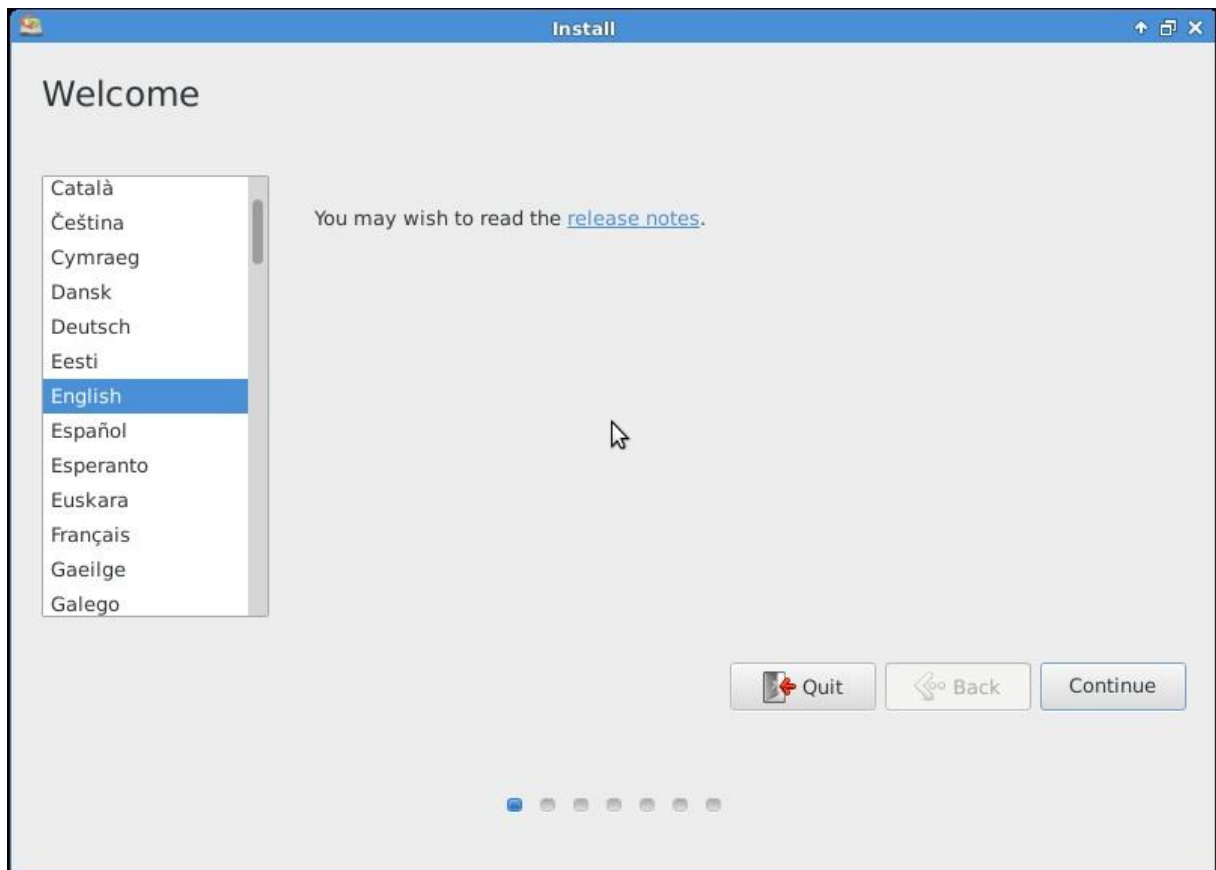 Install
Welcome
Català
Čeština
Cymraeg
Dansk
Deutsch
Eesti
English
Español
Esperanto
Euskara
Français
Gaeilge
Galego
You may wish to read the release notes.
Quit
Back
Continue